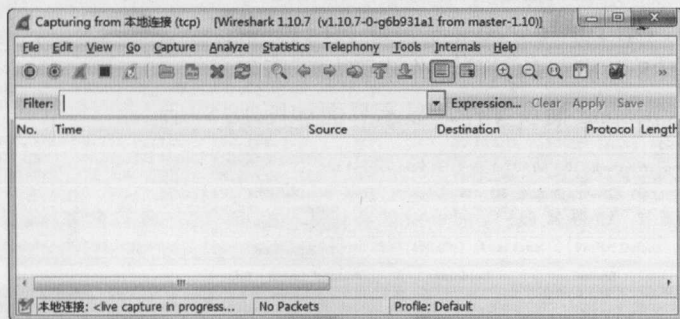 Capturing from 本地连接 (tcp) [Wireshark 1.10.7 (v1.10.7-0-g6b931a1 from master-1.10)]
File Edit View Go Capture Analyze Statistics Telephony Tools Internals Help
Filter: Expression... Clear Apply Save
No. Time Source Destination Protocol Length
本地连接: <live capture in progress... No Packets Profile: Default